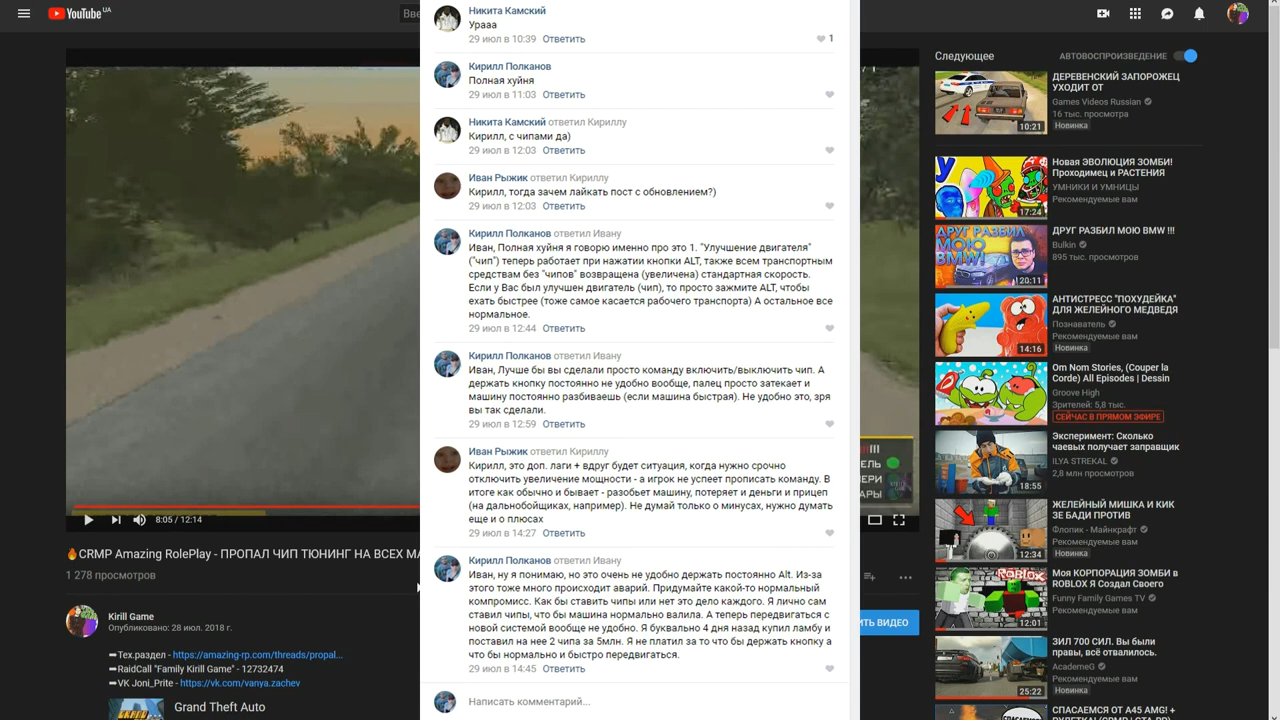 YouTube UA
Вве
Никита Камский
Урааа
29 июл в 10:39 Ответить
1
Кирилл Полканов
Полная хуйня
29 июл в 11:03 Ответить
Никита Камский ответил Кириллу
Кирилл, с чипами да)
29 июл в 12:03 Ответить
Иван Рыжик ответил Кириллу
Кирилл, тогда зачем лайкать пост с обновлением?)
29 июл в 12:03 Ответить
Кирилл Полканов ответил Ивану
Иван, Полная хуйня я говорю именно про это 1. "Улучшение двигателя"
("чип") теперь работает при нажатии кнопки ALT, также всем транспортным
средствам без "чипов" возвращена (увеличена) стандартная скорость.
Если у Вас был улучшен двигатель (чип), то просто зажмите ALT, чтобы
ехать быстрее (тоже самое касается рабочего транспорта) А остальное все
нормальное.
29 июл в 12:44 Ответить
Кирилл Полканов ответил Ивану
Иван, Лучше бы вы сделали просто команду включить/выключить чип. А
держать кнопку постоянно не удобно вообще, палец просто затекает и
машину постоянно разбиваешь (если машина быстрая). Не удобно это, зря
вы так сделали.
29 июл в 12:59 Ответить
Иван Рыжик ответил Кириллу
Кирилл, это доп. лаги + вдруг будет ситуация, когда нужно срочно
отключить увеличение мощности - а игрок не успеет прописать команду. В
итоге как обычно и бывает - разобьет машину, потеряет и деньги и прицеп
(на дальнобойщиках, например). Не думай только о минусах, нужно думать
еще и о плюсах
29 июл в 14:27 Ответить
Кирилл Полканов ответил Ивану
Иван, ну я понимаю, но это очень не удобно держать постоянно Alt. Из-за
этого тоже много происходит аварий. Придумайте какой-то нормальный
компромисс. Как бы ставить чипы или нет это дело каждого. Я лично сам
ставил чипы, что бы машина нормально валила. А теперь передвигаться с
новой системой вообще не удобно. Я буквально 4 дня назад купил ламбу и
поставил на нее 2 чипа за 5млн. Я не платил за то что бы держать кнопку а
что бы нормально и быстро передвигаться.
29 июл в 14:45 Ответить
Написать комментарий...
8:05 / 12:14
ЕЛЬ
ЕРИ
АРЫ
CRMP Amazing RolePlay - ПРОПАЛ ЧИП ТЮНИНГ НА ВСЕХ МА
1 278 просмотров
Kirill Game
Опубликовано: 28 июл. 2018 г.
ИТЬ ВИДЕО
Тех.раздел - https://amazing-rp.com/threads/propal...
RaidCall "Family Kirill Game" - 12732474
VK Joni_Prite - https://vk.com/vanya.zachev
Grand Theft Auto
Следующее
АВТОВОСПРОИЗВЕДЕНИЕ
ДЕРЕВЕНСКИЙ ЗАПОРОЖЕЦ
УХОДИТ ОТ
Games Videos Russian
16 тыс. просмотра
Новинка
10:21
Новая ЭВОЛЮЦИЯ ЗОМБИ!
Проходимец и РАСТЕНИЯ
УМНИКИ И УМНИЦЫ
Рекомендуемые вам
17:24
ДРУГ РАЗБИЛ
МОЮ
BMW!
ДРУГ РАЗБИЛ МОЮ BMW !!!
Bulkin
895 тыс. просмотров
20:11
АНТИСТРЕСС "ПОХУДЕЙКА"
ДЛЯ ЖЕЛЕЙНОГО МЕДВЕДЯ
Познаватель
Рекомендуемые вам
Новинка
14:16
Om Nom Stories, (Couper la
Corde) All Episodes | Dessin
Groove High
Зрителей: 5,8 тыс.
СЕЙЧАС В ПРЯМОМ ЭФИРЕ
Эксперимент: Сколько
чаевых получает заправщик
ILYA STREKAL
2,8 млн просмотров
18:55
ЖЕЛЕЙНЫЙ МИШКА И КИК
ЗЕ БАДИ ПРОТИВ
Флопик - Майнкрафт
Рекомендуемые вам
Новинка
12:34
Моя КОРПОРАЦИЯ ЗОМБИ в
ROBLOX Я Создал Своего
Funny Family Games TV
Рекомендуемые вам
ROBLOX
12:01
ЗИЛ 700 СИЛ. Вы были
правы, всё отвалилось.
AcademeG
Рекомендуемые вам
Новинка
25:22
СПАСАЕМСЯ ОТ A45 AMG! +